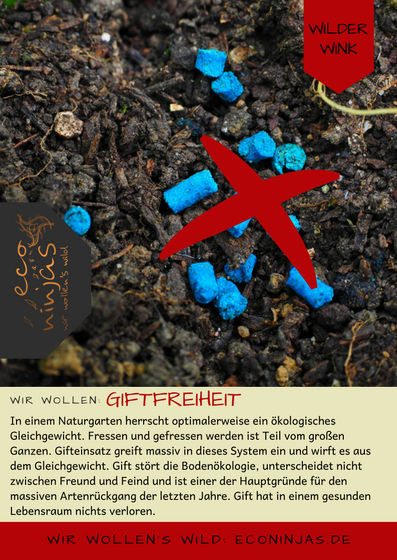 WILDER
WINK
eco
ninjas
wir wollen's wild
WIR WOLLEN: GIFTFREIHEIT
In einem Naturgarten herrscht optimalerweise ein ökologisches
Gleichgewicht. Fressen und gefressen werden ist Teil vom großen
Ganzen. Gifteinsatz greift massiv in dieses System ein und wirft es aus
dem Gleichgewicht. Gift stört die Bodenökologie, unterscheidet nicht
zwischen Freund und Feind und ist einer der Hauptgründe für den
massiven Artenrückgang der letzten Jahre. Gift hat in einem gesunden
Lebensraum nichts verloren.
WIR WOLLEN'S WILD: ECONINJAS.DE